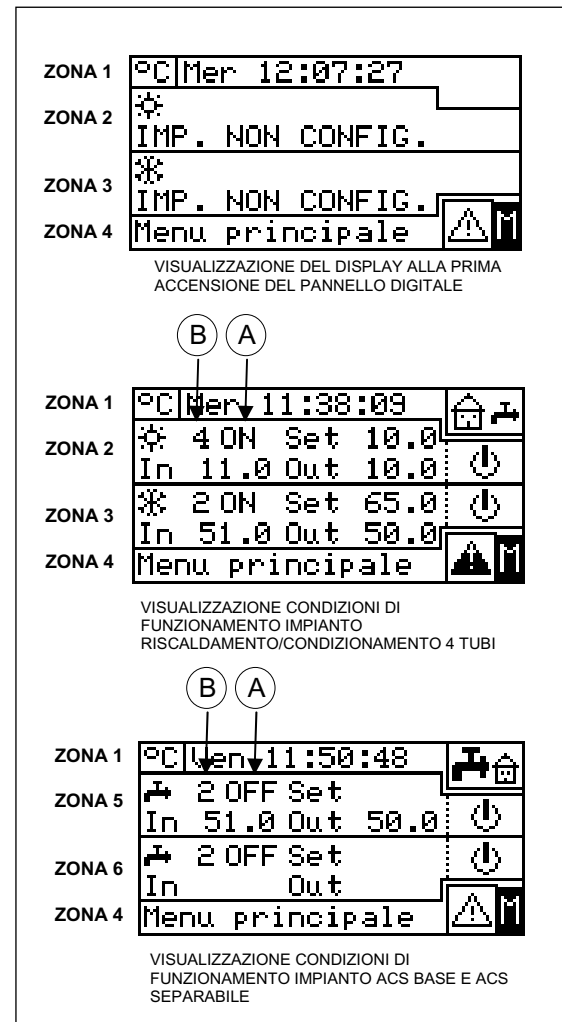 ZONA 1 °C Mer 12:07:27
ZONA 2
IMP. NON CONFIG.
ZONA 3
IMP. NON CONFIG.
ZONA 4 Menu principale M
VISUALIZZAZIONE DEL DISPLAY ALLA PRIMA
ACCENSIONE DEL PANNELLO DIGITALE
B A
ZONA 1 °C Mer 11:38:09
ZONA 2 4 ON Set 10.0
In 11.0 Out 10.0
ZONA 3 2 ON Set 65.0
In 51.0 Out 50.0
ZONA 4 Menu principale M
VISUALIZZAZIONE CONDIZIONI DI
FUNZIONAMENTO IMPIANTO
RISCALDAMENTO/CONDIZIONAMENTO 4 TUBI
B A
ZONA 1 °C Ven 11:50:48
ZONA 5 2 OFF Set
In 51.0 Out 50.0
ZONA 6 2 OFF Set
In Out
ZONA 4 Menu principale M
VISUALIZZAZIONE CONDIZIONI DI
FUNZIONAMENTO IMPIANTO ACS BASE E ACS
SEPARABILE